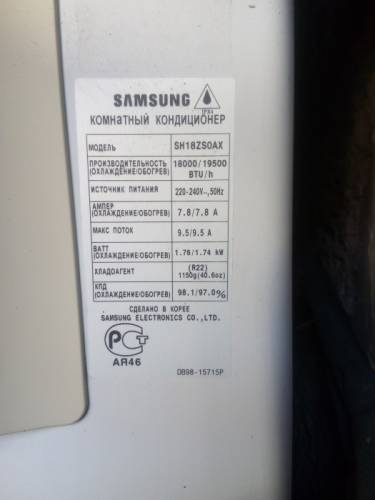 SAMSUNG
IPX4
КОМНАТНЫЙ КОНДИЦИОНЕР
МОДЕЛЬ SH18ZS0AX
ПРОИЗВОДИТЕЛЬНОСТЬ (ОХЛАЖДЕНИЕ/ОБОГРЕВ) 18000/19500 BTU/h
ИСТОЧНИК ПИТАНИЯ 220-240V~,50Hz
АМПЕР (ОХЛАЖДЕНИЕ/ОБОГРЕВ) 7.8/7.8 A
МАКС ПОТОК 9.5/9.5 A
ВАТТ (ОХЛАЖДЕНИЕ/ОБОГРЕВ) 1.76/1.74 kW
ХЛАДОАГЕНТ (R22) 1150g(40.6oz)
КПД (ОХЛАЖДЕНИЕ/ОБОГРЕВ) 98.1/97.0%
СДЕЛАНО В КОРЕЕ
SAMSUNG ELECTRONICS CO.,LTD.
РСТ
АЯ46
DB98-15715P